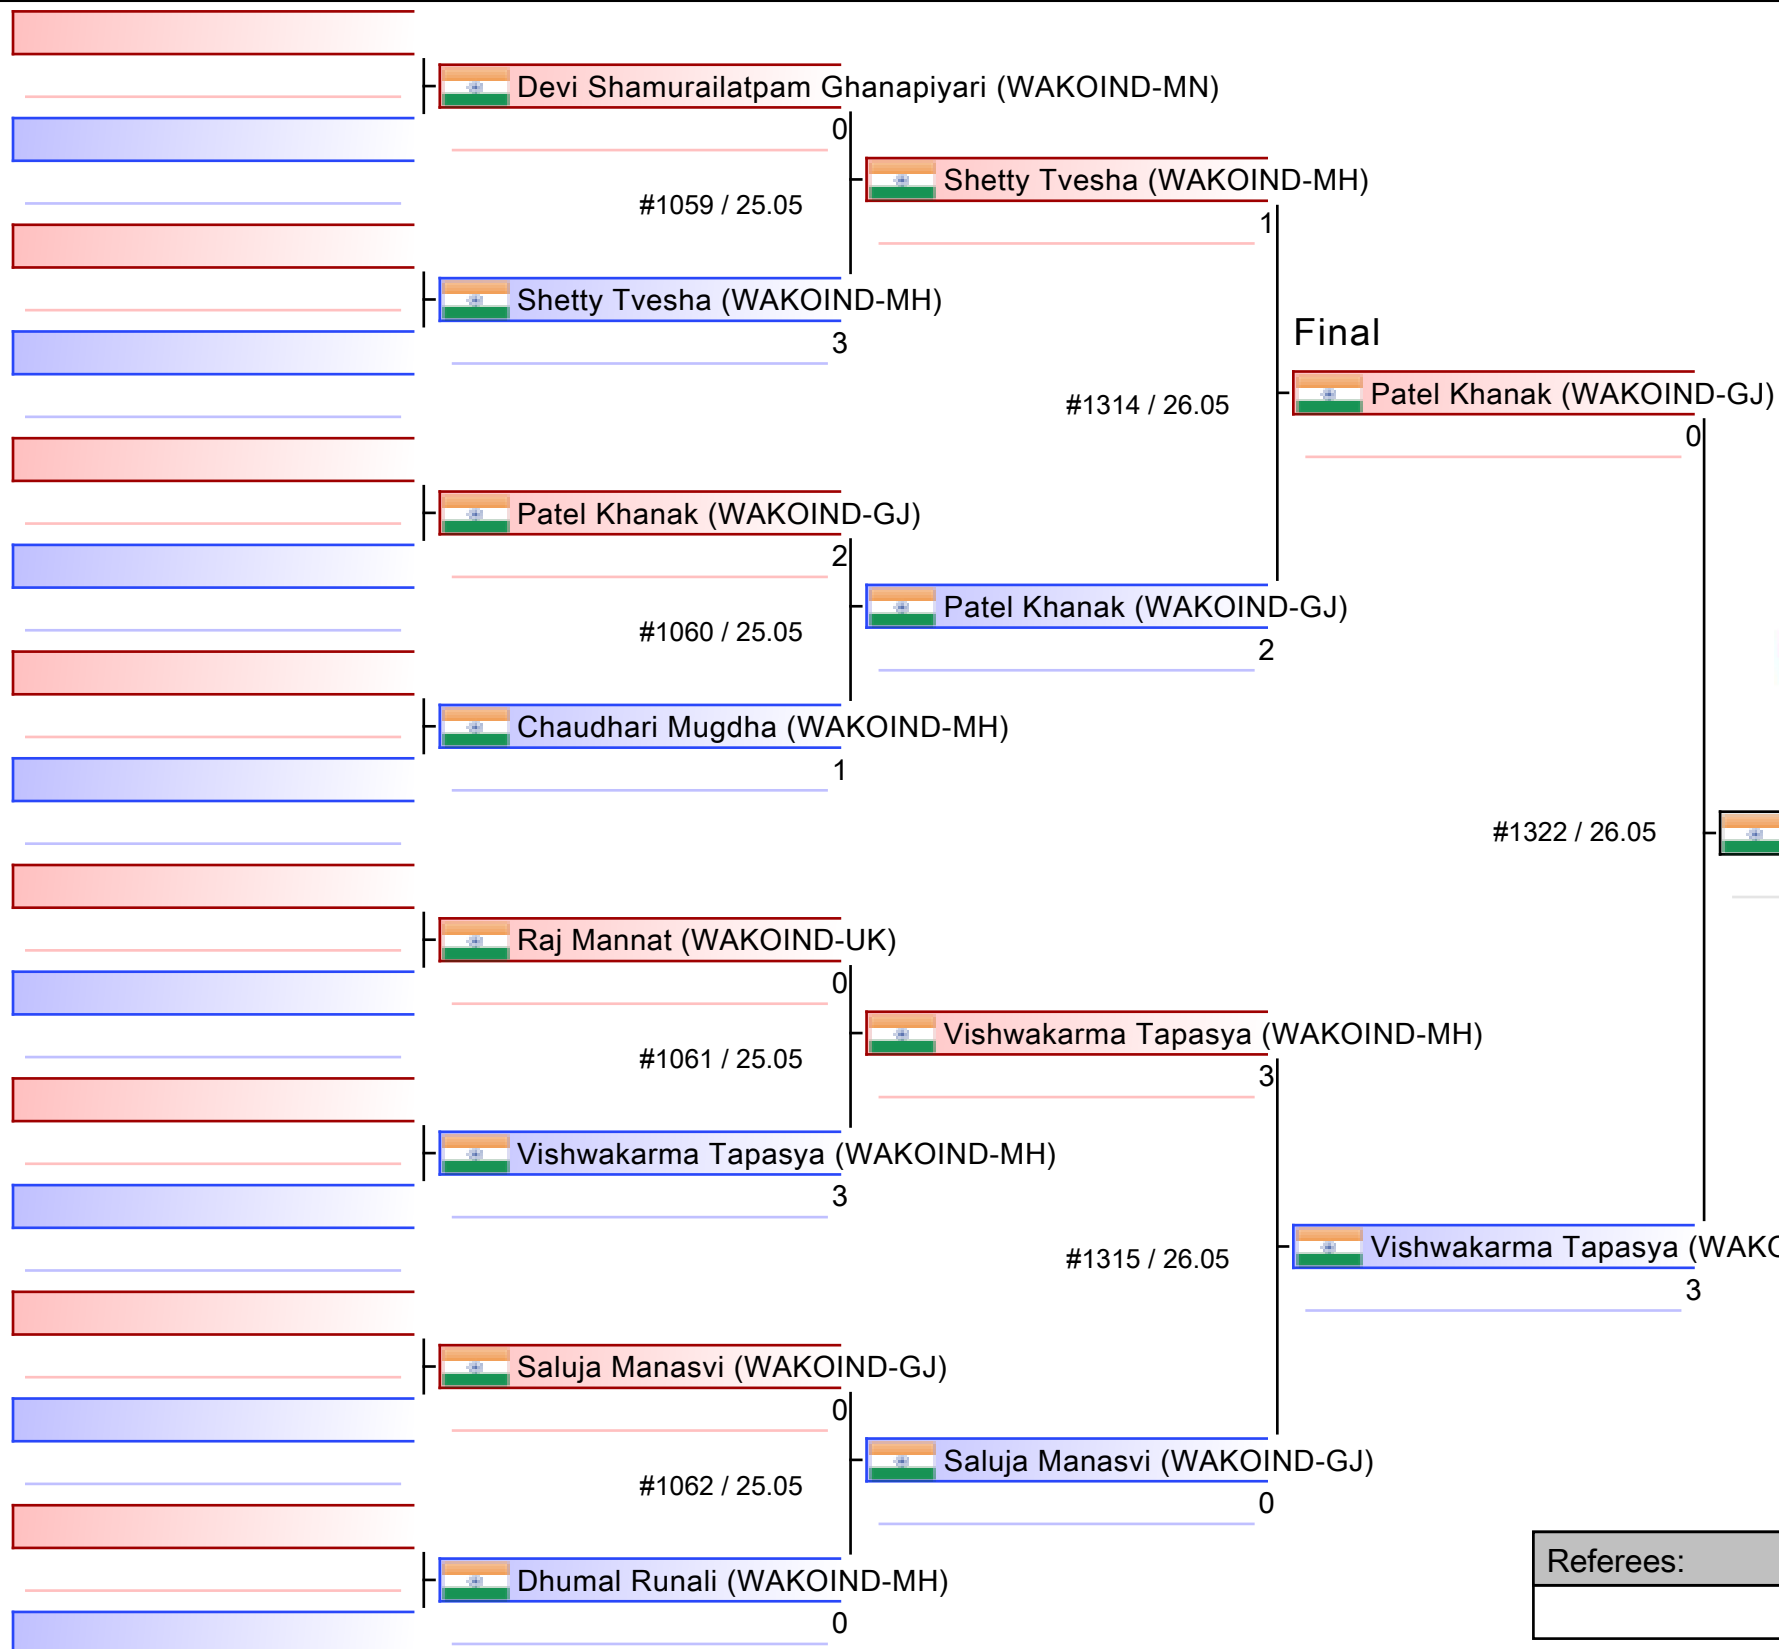 Devi Shamurailatpam Ghanapiyari (WAKOIND-MN)
0
#1059 / 25.05
Shetty Tvesha (WAKOIND-MH)
3
Patel Khanak (WAKOIND-GJ)
2
#1060 / 25.05
Chaudhari Mugdha (WAKOIND-MH)
1
Raj Mannat (WAKOIND-UK)
0
#1061 / 25.05
Vishwakarma Tapasya (WAKOIND-MH)
3
Saluja Manasvi (WAKOIND-GJ)
0
#1062 / 25.05
Dhumal Runali (WAKOIND-MH)
0
Shetty Tvesha (WAKOIND-MH)
1
#1314 / 26.05
Patel Khanak (WAKOIND-GJ)
2
Vishwakarma Tapasya (WAKOIND-MH)
3
#1315 / 26.05
Saluja Manasvi (WAKOIND-GJ)
0
Final
Patel Khanak (WAKOIND-GJ)
0
#1322 / 26.05
Vishwakarma Tapasya (WAK
3
Referees: